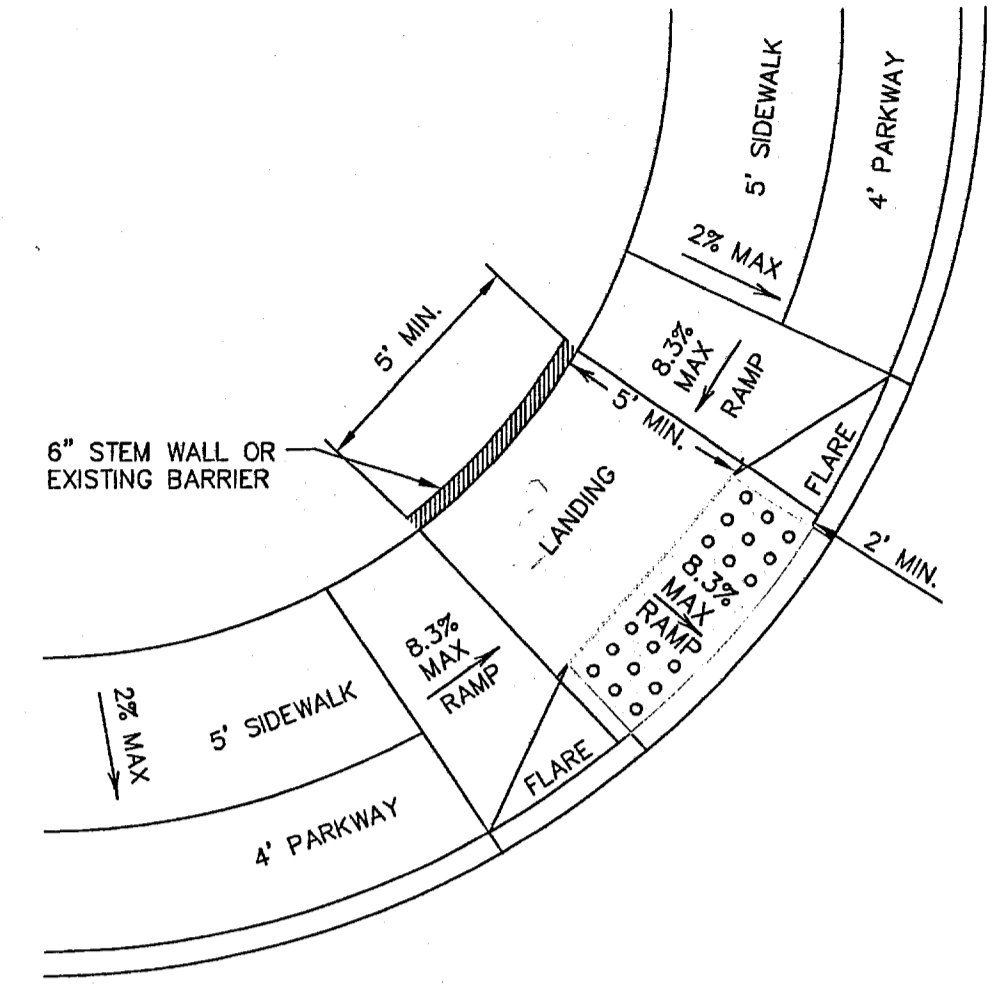 5' SIDEWALK
4' PARKWAY
2% MAX
5' MIN.
8.3%
MAX
RAMP
5' MIN.
FLARE
6" STEM WALL OR
EXISTING BARRIER
LANDING
2' MIN.
8.3%
MAX
RAMP
8.3%
MAX
RAMP
2% MAX
5' SIDEWALK
FLARE
4' PARKWAY